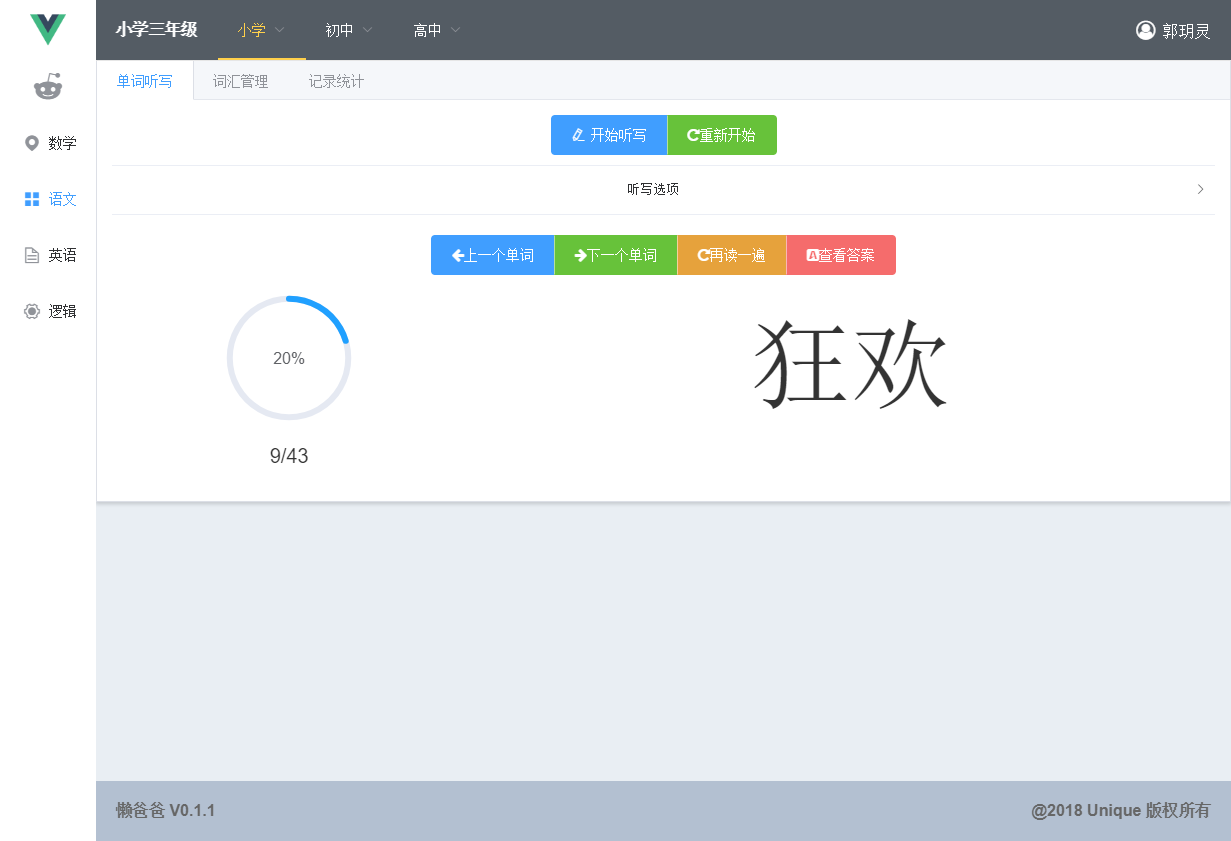 小学三年级 小学 初中 高中 郭玥灵
单词听写 词汇管理 记录统计
数学
语文
英语
逻辑
开始听写 重新开始
听写选项
上一个单词 下一个单词 再读一遍 A查看答案
20%
狂欢
9/43
懒爸爸 V0.1.1 @2018 Unique 版权所有